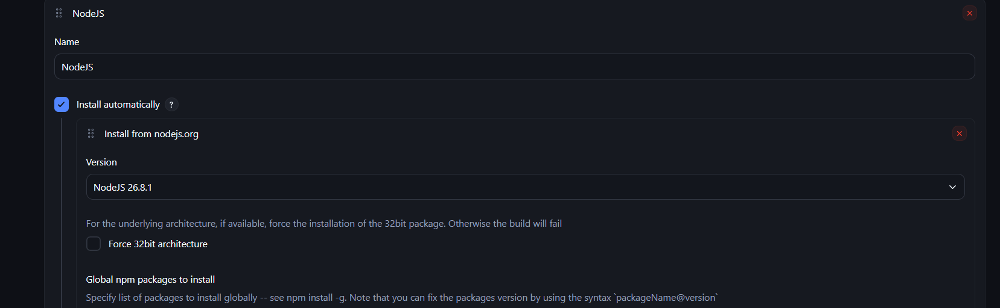 NodeJS
Name
NodeJS
Install automatically ?
Install from nodejs.org
Version
NodeJS 26.8.1
For the underlying architecture, if available, force the installation of the 32bit package. Otherwise the build will fail
Force 32bit architecture
Global npm packages to install
Specify list of packages to install globally -- see npm install -g. Note that you can fix the packages version by using the syntax `packageName@version`